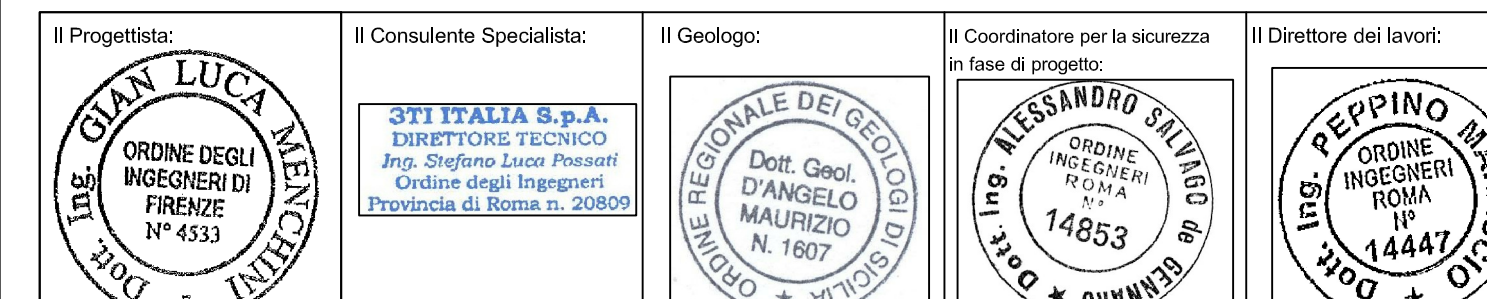 Il Progettista:
Dott. Ing. GIAN LUCA MENCHINI
ORDINE DEGLI
INGEGNERI DI
FIRENZE
N° 4533
Il Consulente Specialista:
3TI ITALIA S.p.A.
DIRETTORE TECNICO
Ing. Stefano Luca Possati
Ordine degli Ingegneri
Provincia di Roma n. 20809
Il Geologo:
ORDINE REGIONALE DEI GEOLOGI DI SICILIA
Dott. Geol.
D'ANGELO
MAURIZIO
N. 1607
Il Coordinatore per la sicurezza
in fase di progetto:
Dott. Ing. ALESSANDRO SALVAGO de GENNARO
ORDINE
INGEGNERI
ROMA
N°
14853
Il Direttore dei lavori:
Dott. Ing. PEPPINO
ORDINE
INGEGNERI
ROMA
N°
14447